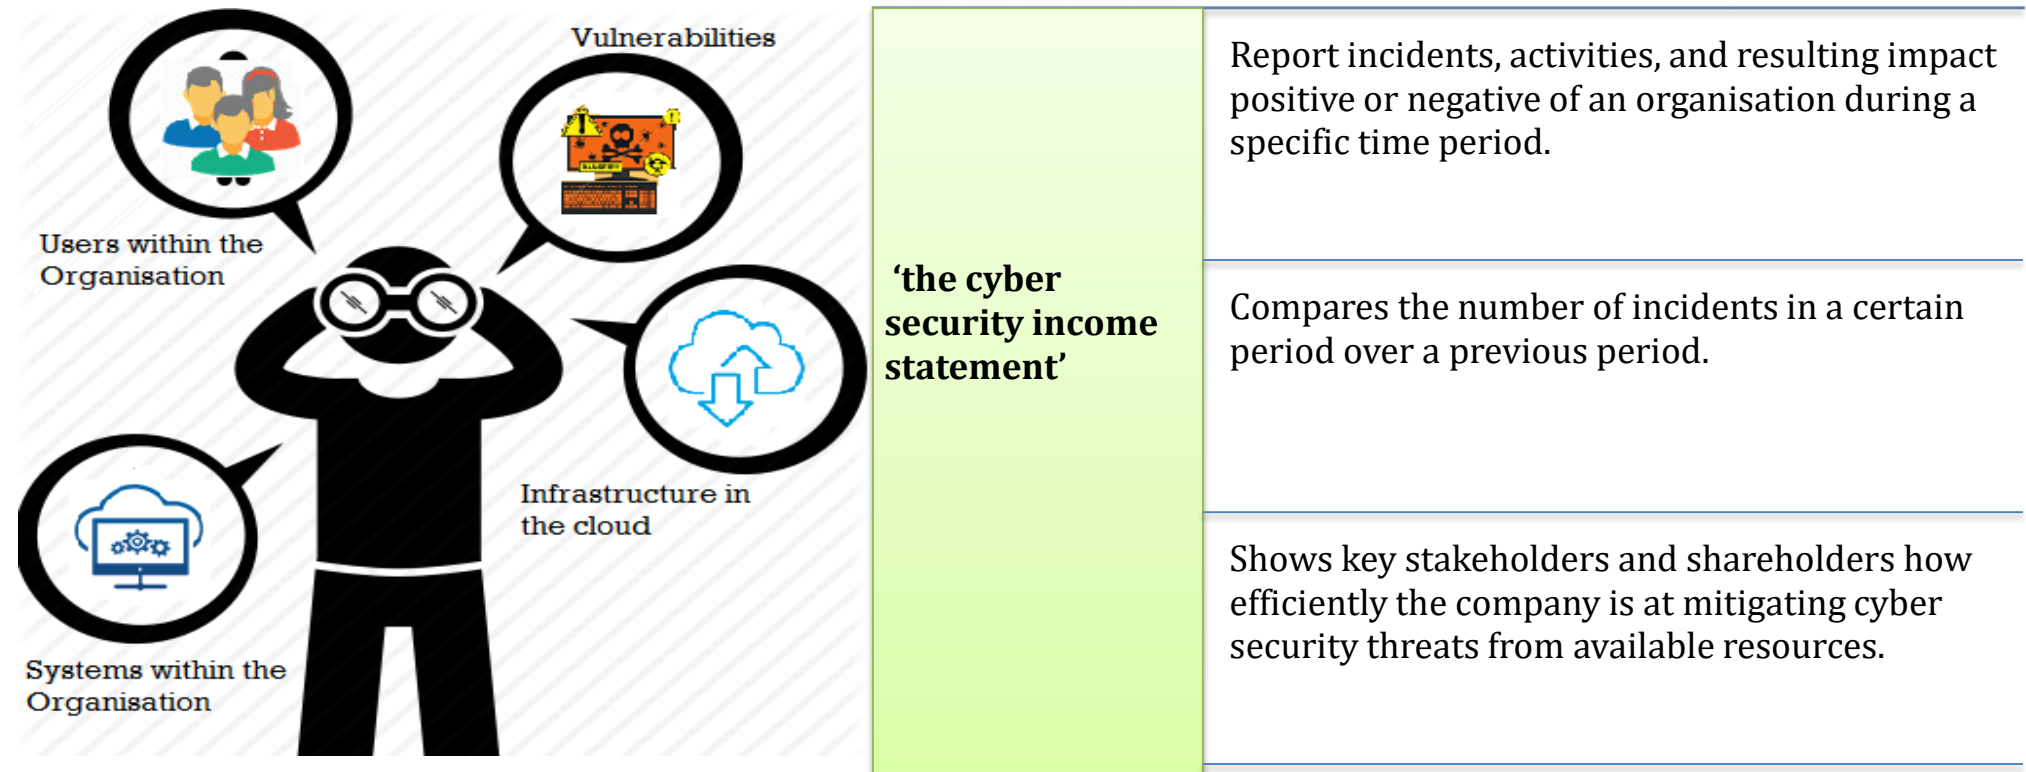 Vulnerabilities
Users within the
Organisation
Infrastructure in
the cloud
Systems within the
Organisation
‘the cyber
security income
statement’
Report incidents, activities, and resulting impact
positive or negative of an organisation during a
specific time period.
Compares the number of incidents in a certain
period over a previous period.
Shows key stakeholders and shareholders how
efficiently the company is at mitigating cyber
security threats from available resources.